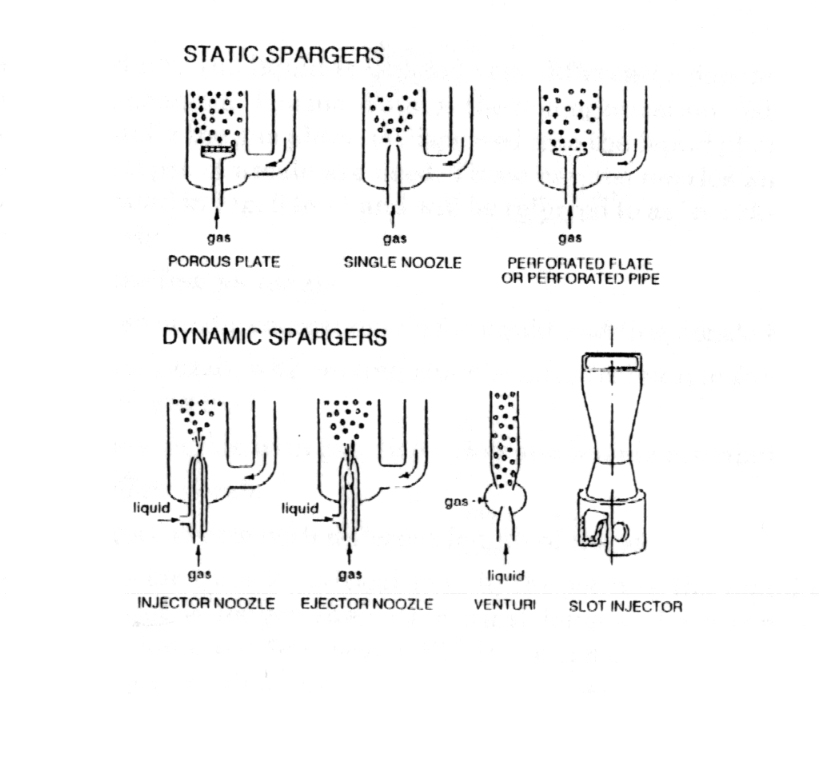 STATIC SPARGERS
gas
gas
gas
POROUS PLATE
SINGLE NOOZLE
PERFORATED FLATE
OR PERFORATED PIPE
DYNAMIC SPARGERS
liquid
liquid
gas
gas
gas
liquid
INJECTOR NOOZLE
EJECTOR NOOZLE
VENTURI
SLOT INJECTOR